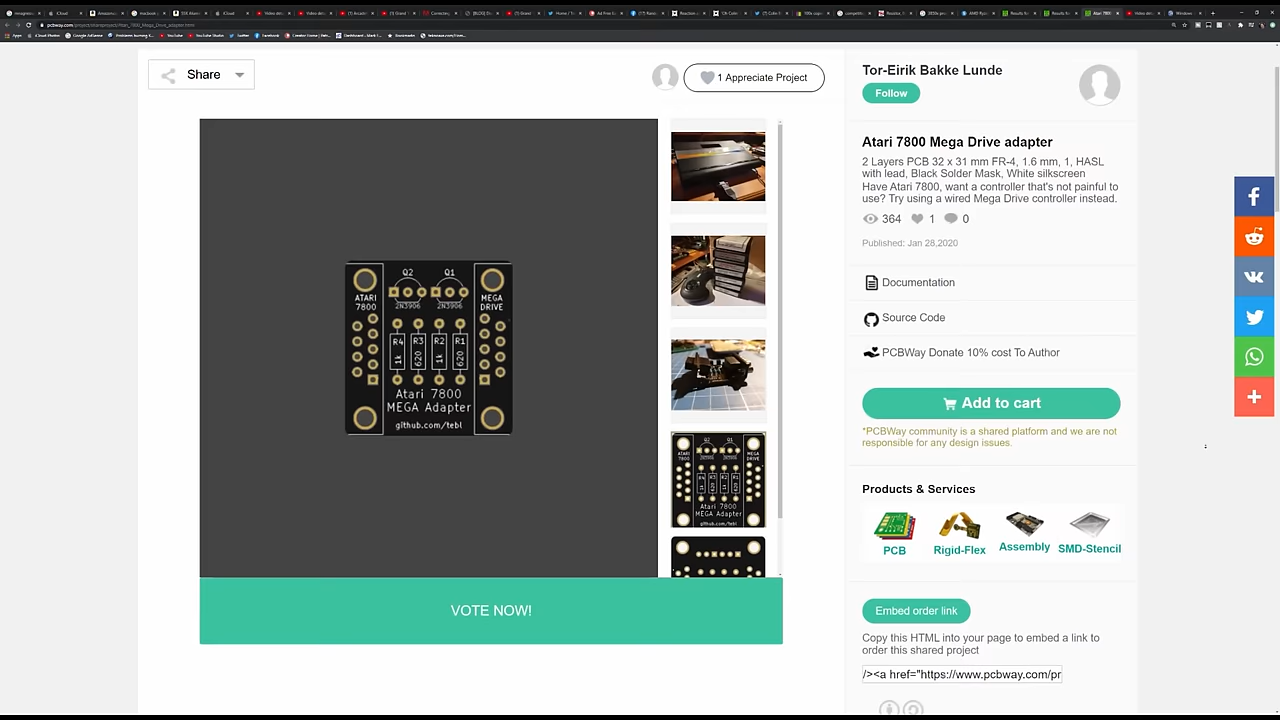 pcbway.com/project/shareproject/Atari_7800_Mega_Drive_adapter.html
Share
1 Appreciate Project
Q2 Q1
ATARI
7800
MEGA
DRIVE
2N3906 2N3906
R4 1k
R3 620
R2 1k
R1 620
Atari 7800
MEGA Adapter
github.com/tebl
VOTE NOW!
Tor-Eirik Bakke Lunde
Follow
Atari 7800 Mega Drive adapter
2 Layers PCB 32 x 31 mm FR-4, 1.6 mm, 1, HASL
with lead, Black Solder Mask, White silkscreen
Have Atari 7800, want a controller that's not painful to
use? Try using a wired Mega Drive controller instead.
364 1 0
Published: Jan 28,2020
Documentation
Source Code
PCBWay Donate 10% cost To Author
Add to cart
*PCBWay community is a shared platform and we are not
responsible for any design issues.
Products & Services
PCB
Rigid-Flex
Assembly
SMD-Stencil
Embed order link
Copy this HTML into your page to embed a link to
order this shared project
/><a href="https://www.pcbway.com/pr